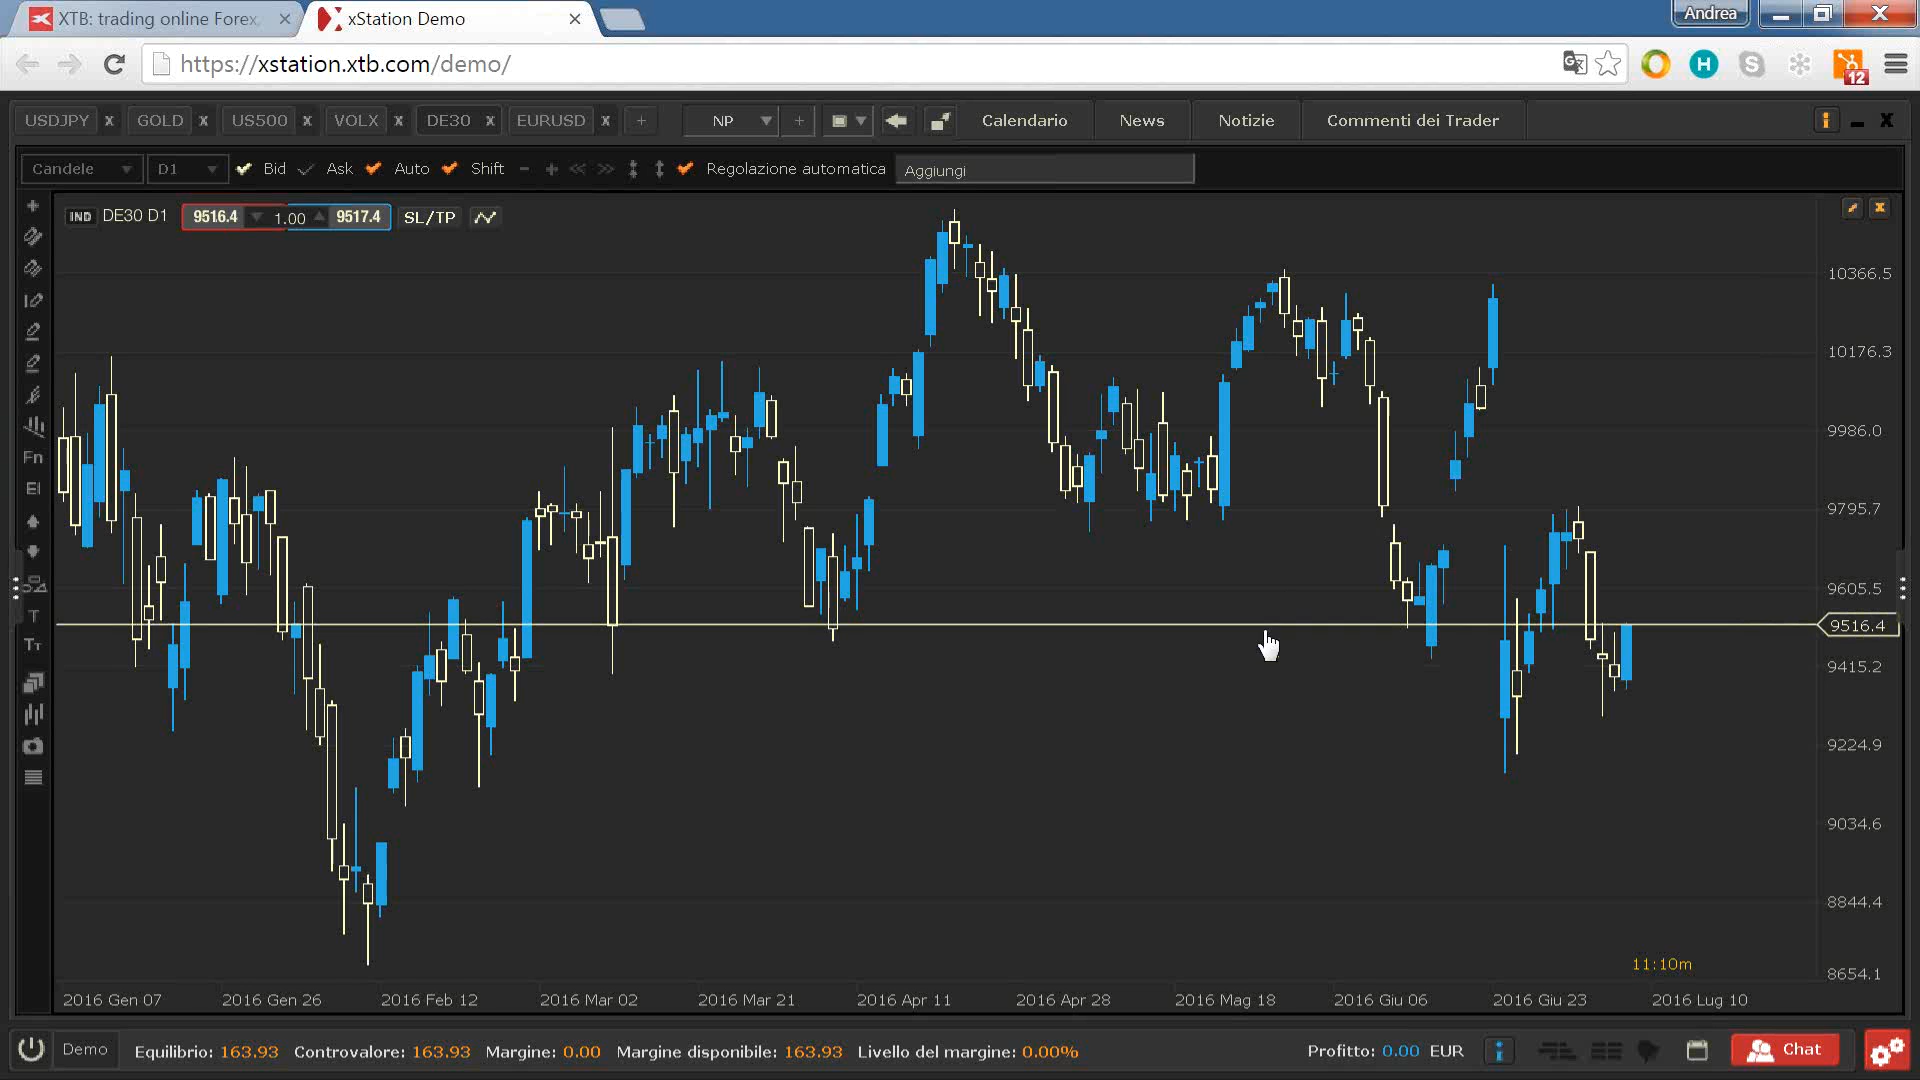 XTB: trading online Forex,
xStation Demo
Andrea
https://xstation.xtb.com/demo/
H
S
12
USDJPY x GOLD x US500 x VOLX x DE30 x EURUSD x + NP + Calendario News Notizie Commenti dei Trader
Candele D1 Bid Ask Auto Shift Regolazione automatica Aggiungi
IND DE30 D1 9516.4 1.00 9517.4 SL/TP
10366.5
10176.3
9986.0
Fn
EI
9795.7
9605.5
T
9516.4
Tт
9415.2
9224.9
9034.6
8844.4
11:10m
8654.1
2016 Gen 07 2016 Gen 26 2016 Feb 12 2016 Mar 02 2016 Mar 21 2016 Apr 11 2016 Apr 28 2016 Mag 18 2016 Giu 06 2016 Giu 23 2016 Lug 10
Demo Equilibrio: 163.93 Controvalore: 163.93 Margine: 0.00 Margine disponibile: 163.93 Livello del margine: 0.00% Profitto: 0.00 EUR i Chat